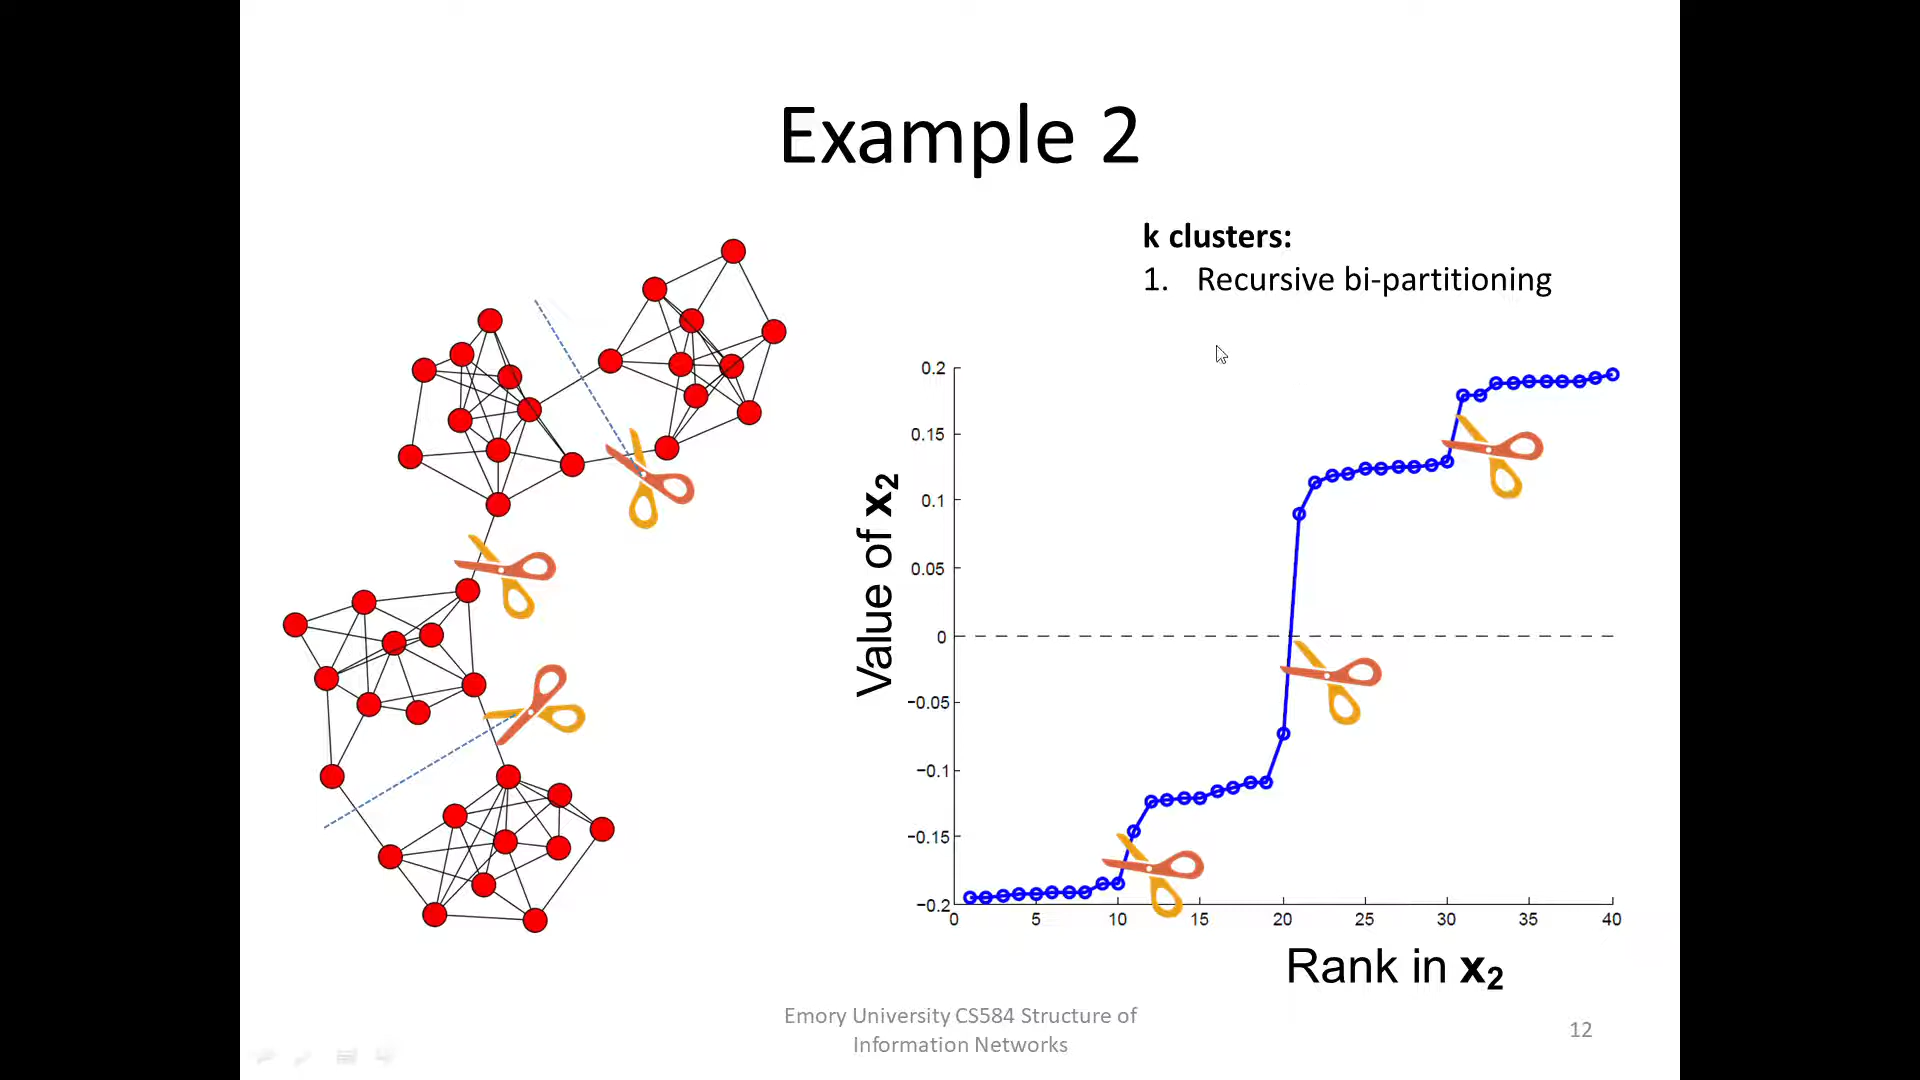 Example 2
k clusters:
1. Recursive bi-partitioning
0.2
0.15
0.1
0.05
0
−0.05
−0.1
−0.15
−0.2
0 5 10 15 20 25 30 35 40
Value of x2
Rank in x2
Emory University CS584 Structure of
Information Networks
12